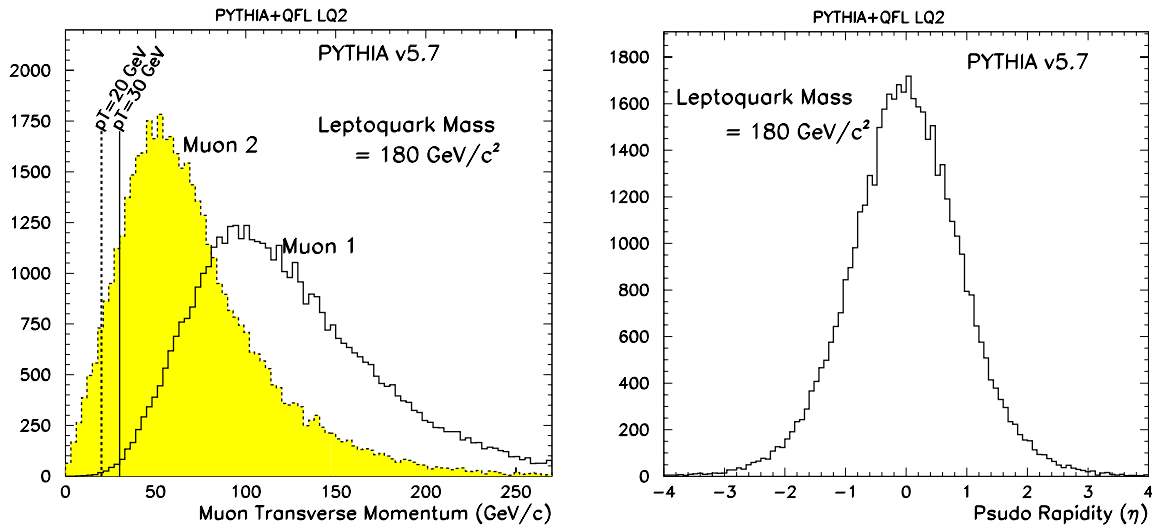 PYTHIA+QFL LQ2
PYTHIA v5.7
pT=20 GeV
pT=30 GeV
Leptoquark Mass
= 180 GeV/c²
Muon 2
Muon 1
2000
1750
1500
1250
1000
750
500
250
0
0 50 100 150 200 250
Muon Transverse Momentum (GeV/c)
PYTHIA+QFL LQ2
PYTHIA v5.7
Leptoquark Mass
= 180 GeV/c²
1800
1600
1400
1200
1000
800
600
400
200
0
−4 −3 −2 −1 0 1 2 3 4
Psudo Rapidity (η)